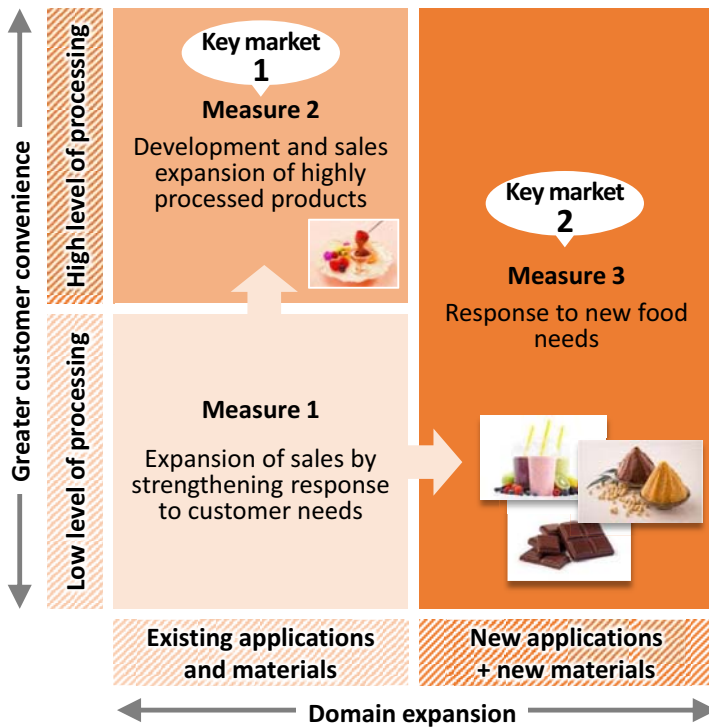 Greater customer convenience
High level of processing
Low level of processing
Key market
1
Measure 2
Development and sales
expansion of highly
processed products
Measure 1
Expansion of sales by
strengthening response
to customer needs
Key market
2
Measure 3
Response to new food
needs
Existing applications
and materials
New applications
+ new materials
Domain expansion